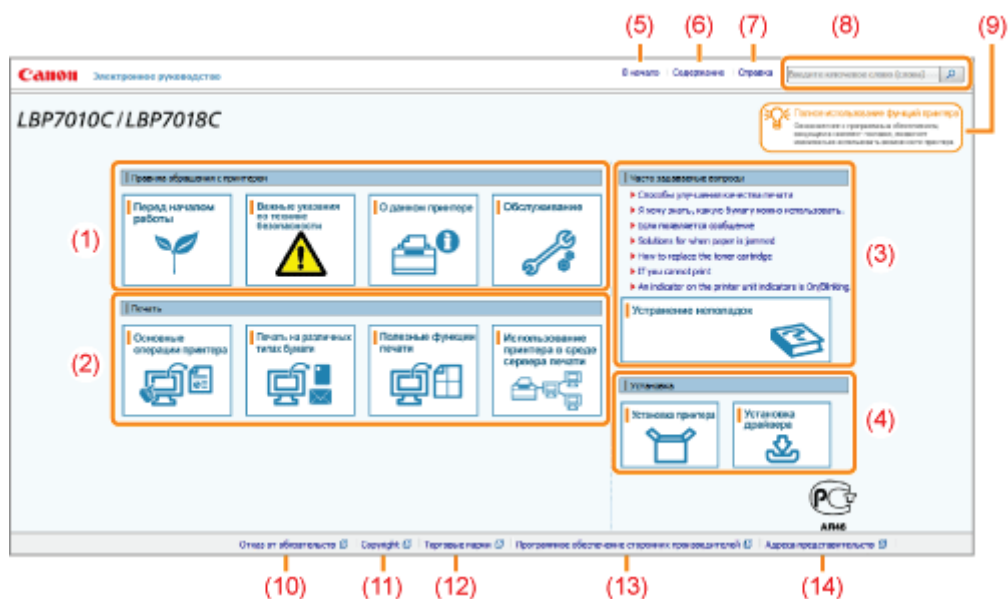 (5)
(6)
(7)
(8)
(9)
Canon Электронное руководство
В начало Содержание Справка Введите ключевое слово (слова)
LBP7010C / LBP7018C
Полное использование функций принтера
Правила обращения с принтером
Перед началом
работы
Важные указания
по технике
безопасности
О данном принтере
Обслуживание
(1)
Печать
Основные
операции принтера
Печать на различных
типах бумаги
Полезные функции
печати
Использование
принтера в среде
сервера печати
(2)
Часто задаваемые вопросы
Способы улучшения качества печати
Я хочу знать, какую бумагу можно использовать.
Если появляется сообщение
Solutions for when paper is jammed
How to replace the toner cartridge
If you cannot print
An indicator on the printer unit indicators is On/Blinking
Устранение неполадок
(3)
Установка
Установка принтера
Установка
драйвера
(4)
РС
АЯ46
Отказ от обязательств Copyright Торговые марки Программное обеспечение сторонних производителей Адреса представительств
(10)
(11)
(12)
(13)
(14)